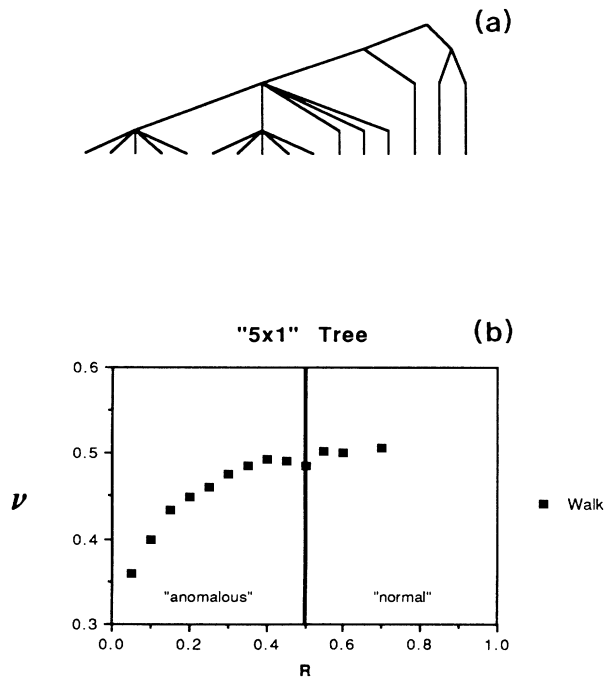 (a)
"5x1" Tree
(b)
0.6
0.5
0.4
0.3
ν
"anomalous"
"normal"
■ Walk
0.0
0.2
0.4
0.6
0.8
1.0
R